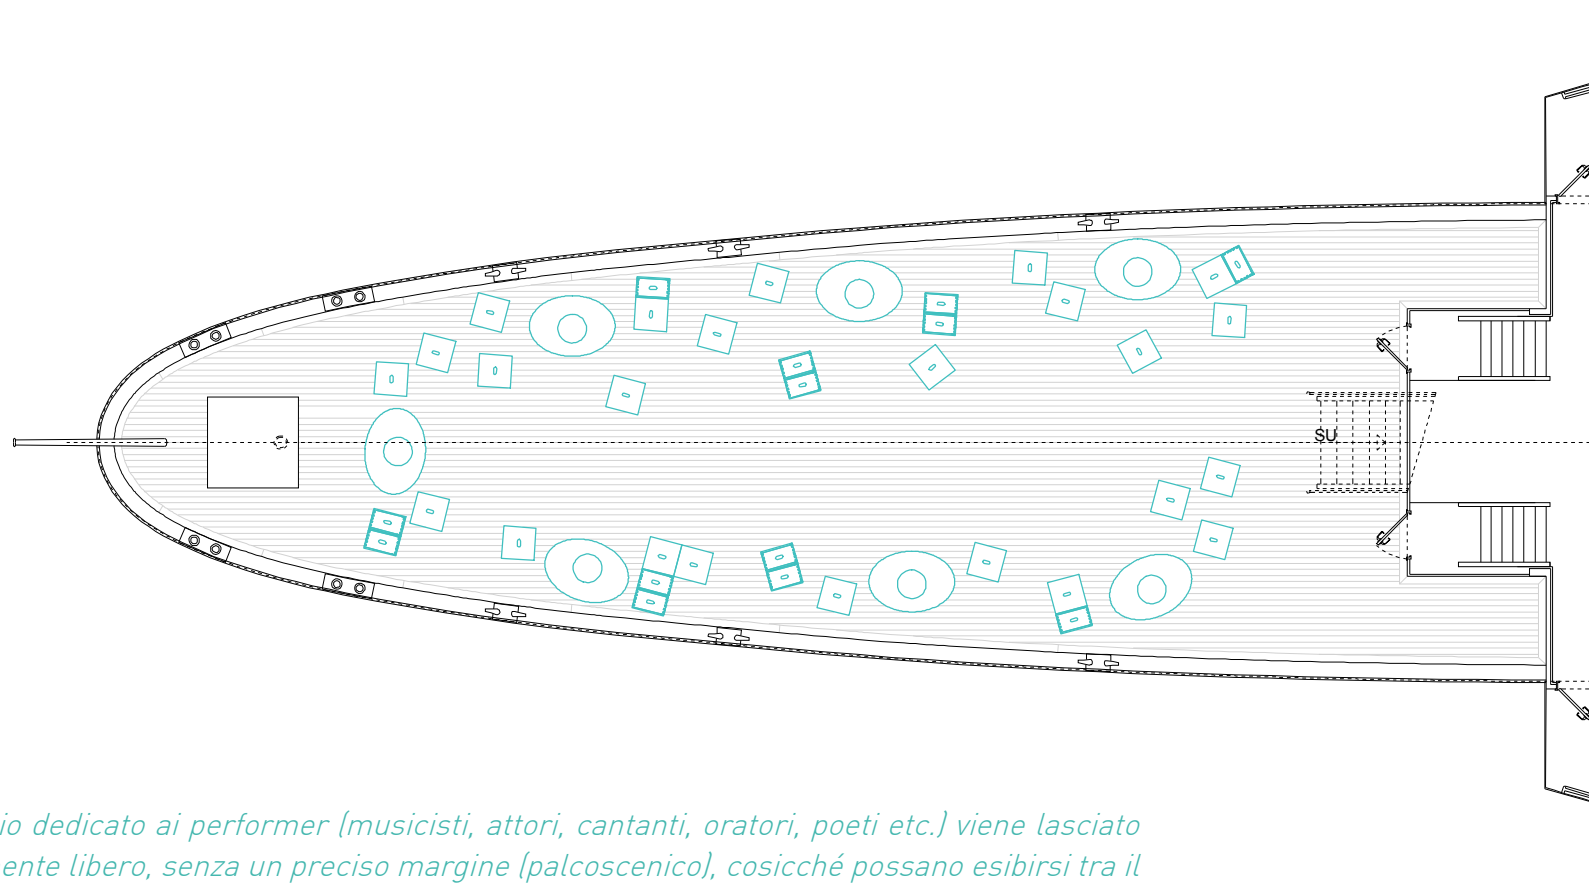 SU
io dedicato ai performer (musicisti, attori, cantanti, oratori, poeti etc.) viene lasciato
ente libero, senza un preciso margine (palcoscenico), cosicché possano esibirsi tra il